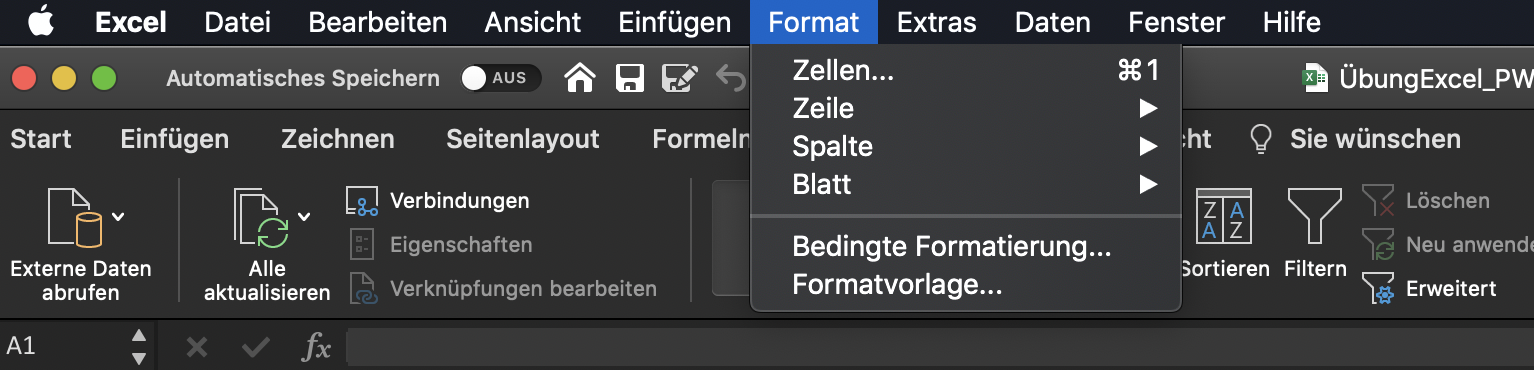 Excel Datei Bearbeiten Ansicht Einfügen Format Extras Daten Fenster Hilfe
Automatisches Speichern AUS
ÜbungExcel_PW
Zellen... ⌘1
Zeile
Spalte
Blatt
Bedingte Formatierung...
Formatvorlage...
Start Einfügen Zeichnen Seitenlayout Formeln Sie wünschen
Externe Daten
abrufen
Alle
aktualisieren
Verbindungen
Eigenschaften
Verknüpfungen bearbeiten
Sortieren
Filtern
Löschen
Neu anwende
Erweitert
A1 fx